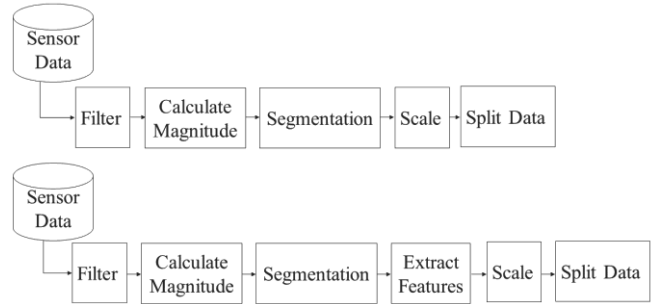 Sensor
Data
Filter
Calculate
Magnitude
Segmentation
Scale
Split Data
Sensor
Data
Filter
Calculate
Magnitude
Segmentation
Extract
Features
Scale
Split Data